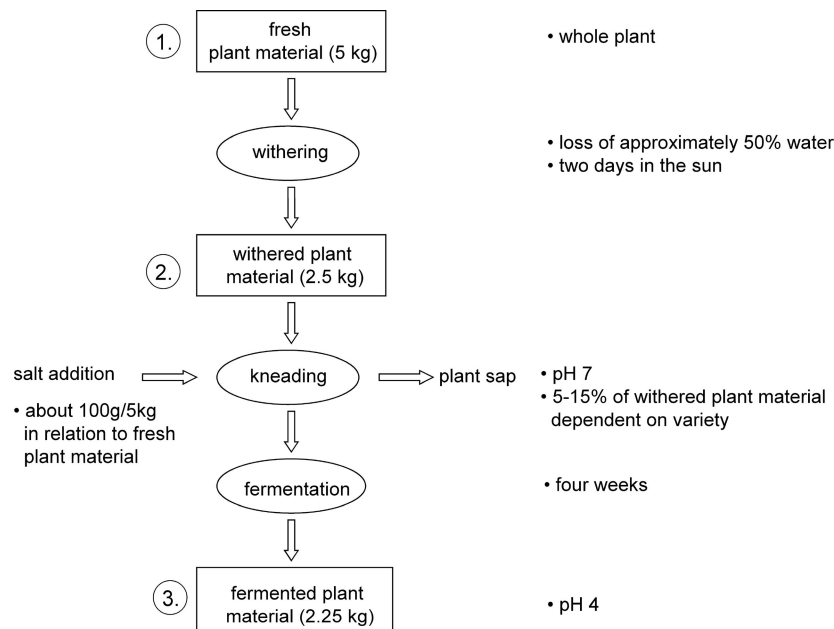 1.
fresh
plant material (5 kg)
• whole plant
withering
• loss of approximately 50% water
• two days in the sun
2.
withered plant
material (2.5 kg)
salt addition
• about 100g/5kg
in relation to fresh
plant material
kneading
plant sap
• pH 7
• 5-15% of withered plant material
dependent on variety
fermentation
• four weeks
3.
fermented plant
material (2.25 kg)
• pH 4